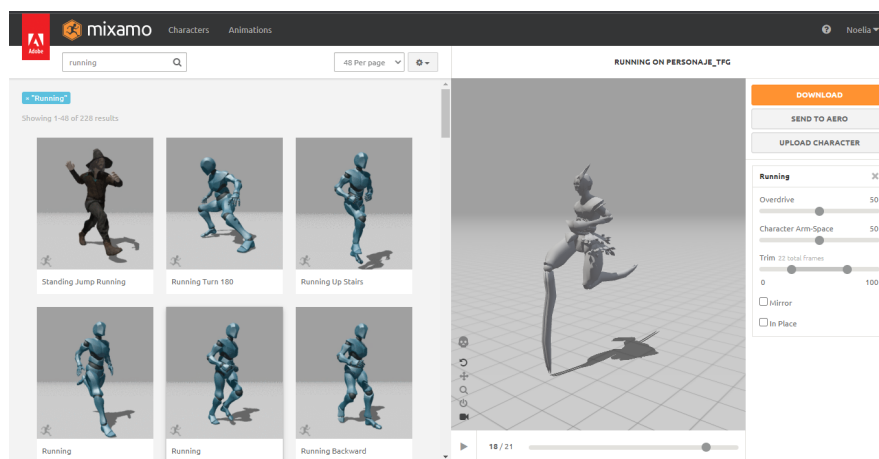 Adobe
mixamo
Characters
Animations
Noelia
running
48 Per page
RUNNING ON PERSONAJE_TFG
× "Running"
Showing 1-48 of 228 results
DOWNLOAD
SEND TO AERO
UPLOAD CHARACTER
Standing Jump Running
Running Turn 180
Running Up Stairs
Running
Overdrive 50
Character Arm-Space 50
Trim 22 total frames
0 100
Mirror
In Place
Running
Running
Running Backward
18 / 21